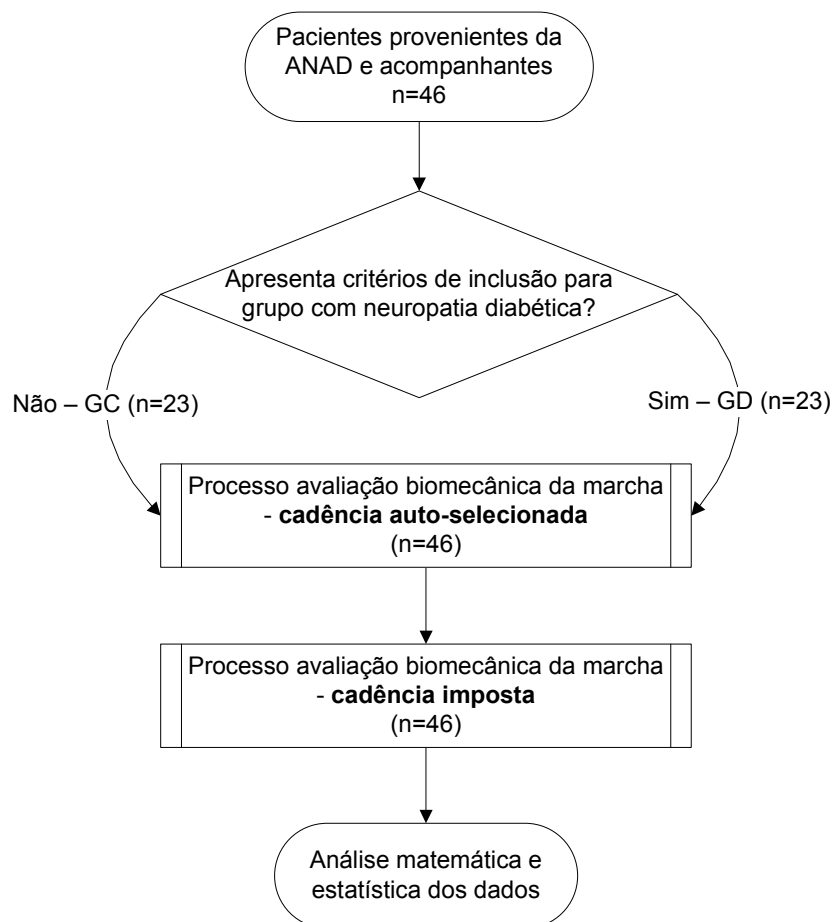 Pacientes provenientes da
ANAD e acompanhantes
n=46
Apresenta critérios de inclusão para
grupo com neuropatia diabética?
Não – GC (n=23)
Sim – GD (n=23)
Processo avaliação biomecânica da marcha
- cadência auto-selecionada
(n=46)
Processo avaliação biomecânica da marcha
- cadência imposta
(n=46)
Análise matemática e
estatística dos dados